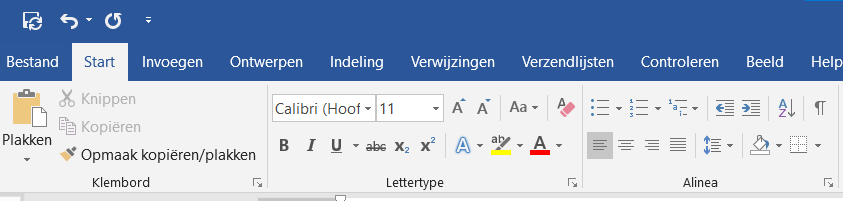 Bestand Start Invoegen Ontwerpen Indeling Verwijzingen Verzendlijsten Controleren Beeld Help
Plakken
Knippen
Kopiëren
Opmaak kopiëren/plakken
Klembord
Calibri (Hoof 11 Aa
B I U abc x₂ x² A ab A
Lettertype
Alinea